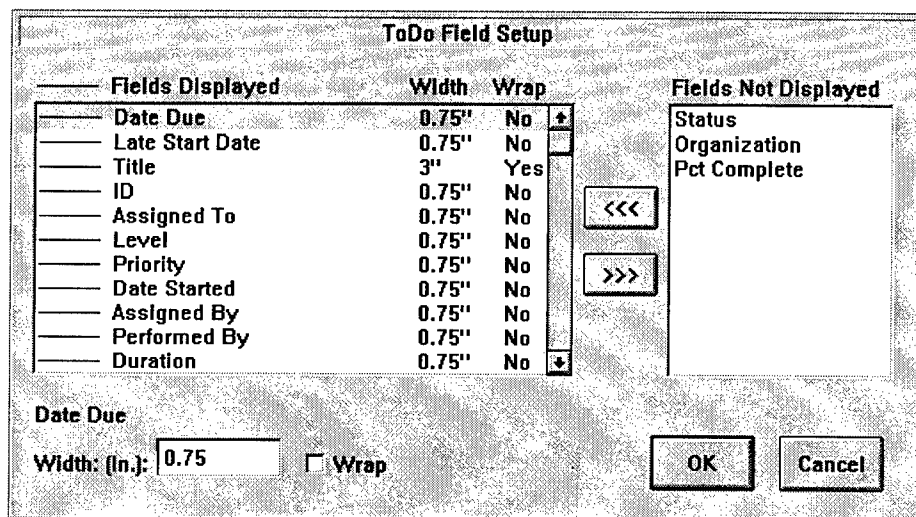 ToDo Field Setup
Fields Displayed Width Wrap
Date Due 0.75" No
Late Start Date 0.75" No
Title 3" Yes
ID 0.75" No
Assigned To 0.75" No
Level 0.75" No
Priority 0.75" No
Date Started 0.75" No
Assigned By 0.75" No
Performed By 0.75" No
Duration 0.75" No
<<<
>>>
Fields Not Displayed
Status
Organization
Pct Complete
Date Due
Width: (In.): 0.75 Wrap
OK Cancel